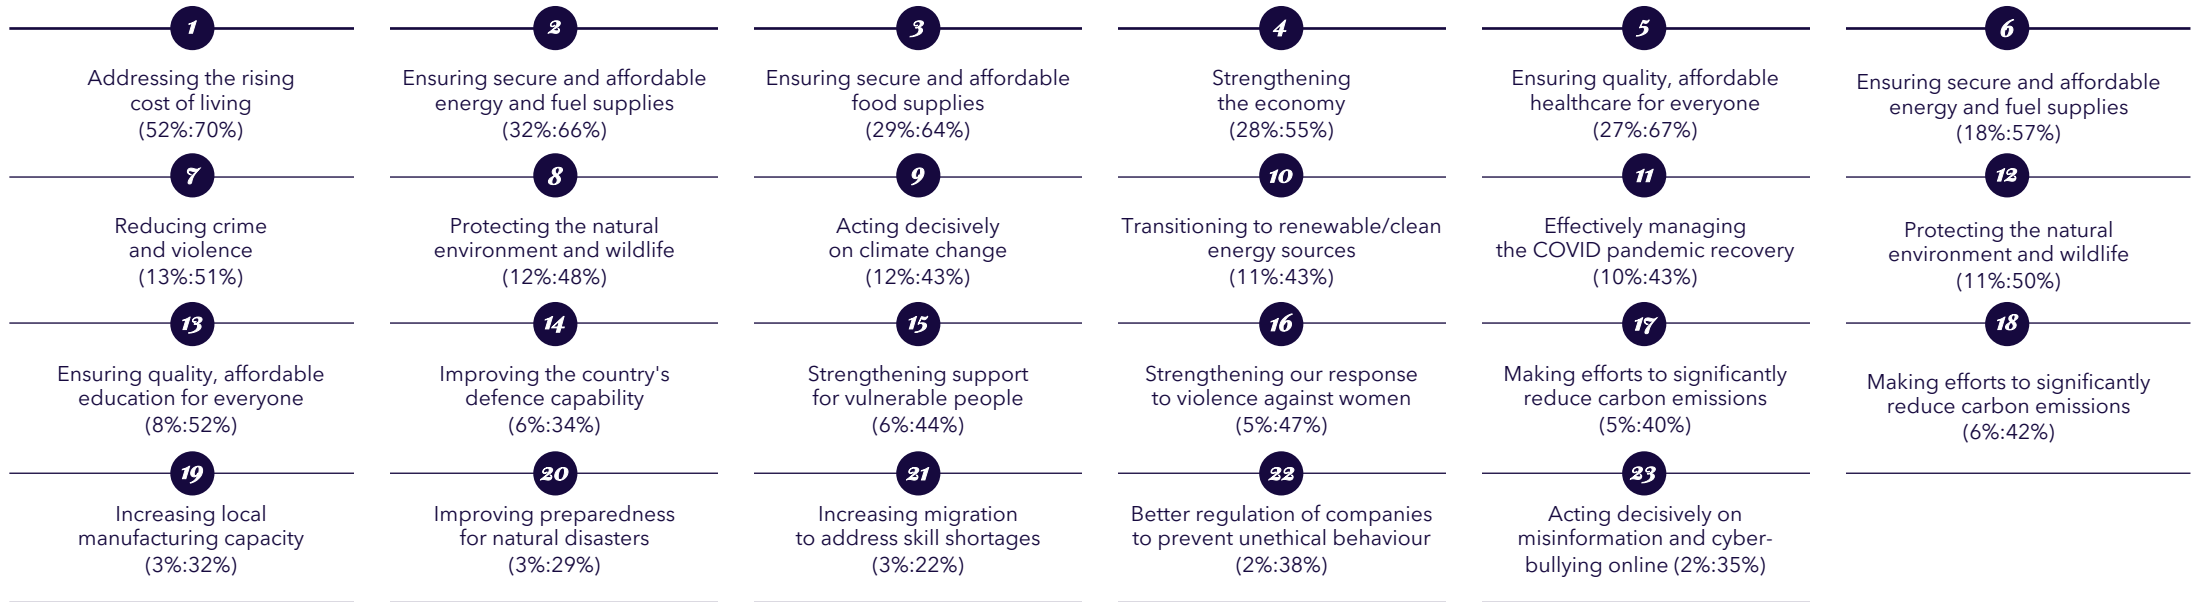 1
Addressing the rising
cost of living
(52%:70%)
2
Ensuring secure and affordable
energy and fuel supplies
(32%:66%)
3
Ensuring secure and affordable
food supplies
(29%:64%)
4
Strengthening
the economy
(28%:55%)
5
Ensuring quality, affordable
healthcare for everyone
(27%:67%)
6
Ensuring secure and affordable
energy and fuel supplies
(18%:57%)
7
Reducing crime
and violence
(13%:51%)
8
Protecting the natural
environment and wildlife
(12%:48%)
9
Acting decisively
on climate change
(12%:43%)
10
Transitioning to renewable/clean
energy sources
(11%:43%)
11
Effectively managing
the COVID pandemic recovery
(10%:43%)
12
Protecting the natural
environment and wildlife
(11%:50%)
13
Ensuring quality, affordable
education for everyone
(8%:52%)
14
Improving the country's
defence capability
(6%:34%)
15
Strengthening support
for vulnerable people
(6%:44%)
16
Strengthening our response
to violence against women
(5%:47%)
17
Making efforts to significantly
reduce carbon emissions
(5%:40%)
18
Making efforts to significantly
reduce carbon emissions
(6%:42%)
19
Increasing local
manufacturing capacity
(3%:32%)
20
Improving preparedness
for natural disasters
(3%:29%)
21
Increasing migration
to address skill shortages
(3%:22%)
22
Better regulation of companies
to prevent unethical behaviour
(2%:38%)
23
Acting decisively on
misinformation and cyber-
bullying online (2%:35%)